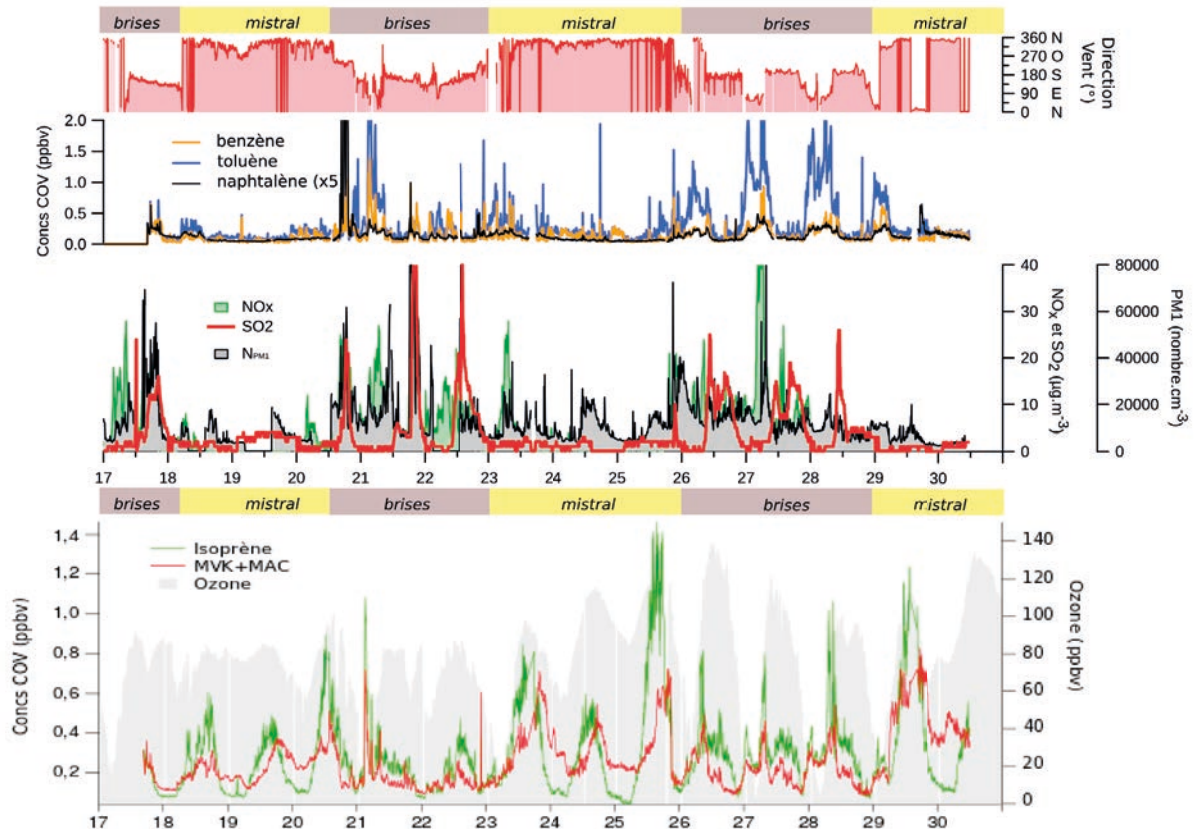 brises mistral brises mistral brises mistral
360 N
270 O
180 S
90 E
0 N
Direction
Vent (°)
2.0
1.5
1.0
0.5
0.0
Concs COV (ppbv)
benzène
toluène
naphtalène (x5
NOx
SO2
NPM1
40
30
20
10
0
NOx et SO2 (µg.m-3)
80000
60000
40000
20000
0
PM1 (nombre.cm-3)
17 18 19 20 21 22 23 24 25 26 27 28 29 30
brises mistral brises mistral brises mistral
1,4
1,2
1,0
0,8
0,6
0,4
0,2
Concs COV (ppbv)
Isoprène
MVK+MAC
Ozone
140
120
100
80
60
40
20
0
Ozone (ppbv)
17 18 19 20 21 22 23 24 25 26 27 28 29 30